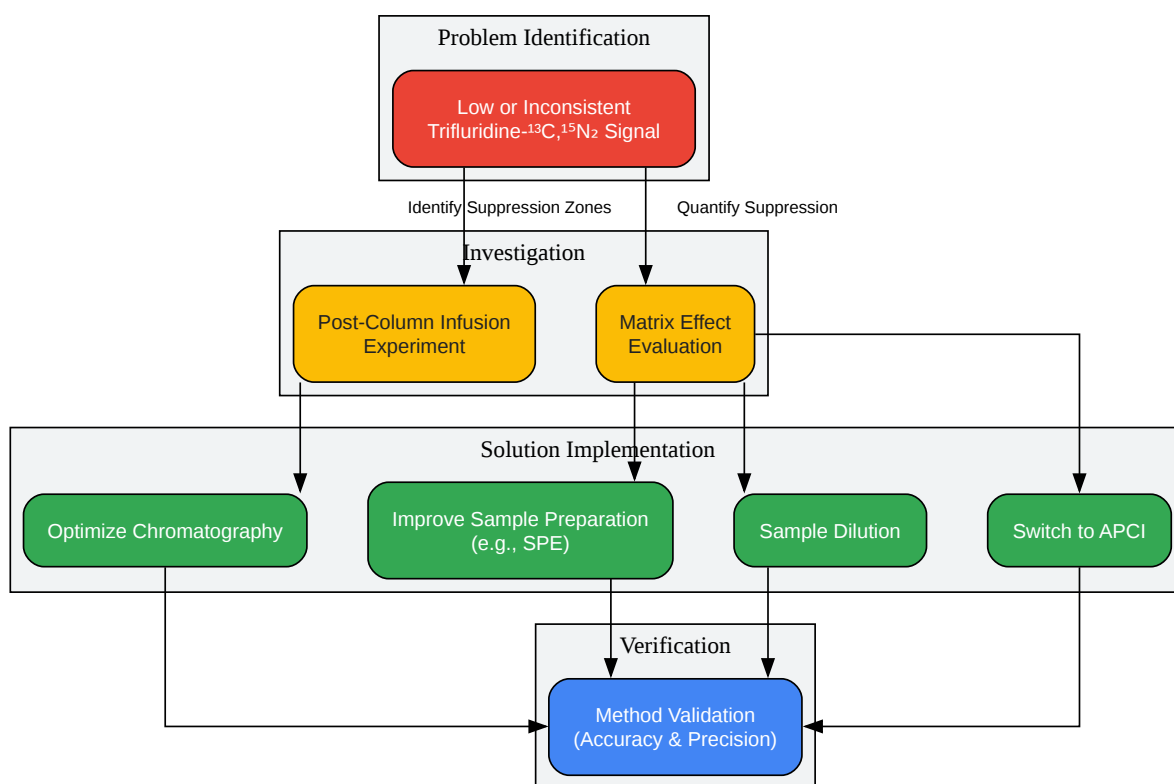 Problem Identification
Low or Inconsistent
Trifluridine-¹³C,¹⁵N₂ Signal
Identify Suppression Zones
Quantify Suppression
Investigation
Post-Column Infusion
Experiment
Matrix Effect
Evaluation
Solution Implementation
Optimize Chromatography
Improve Sample Preparation
(e.g., SPE)
Sample Dilution
Switch to APCI
Verification
Method Validation
(Accuracy & Precision)